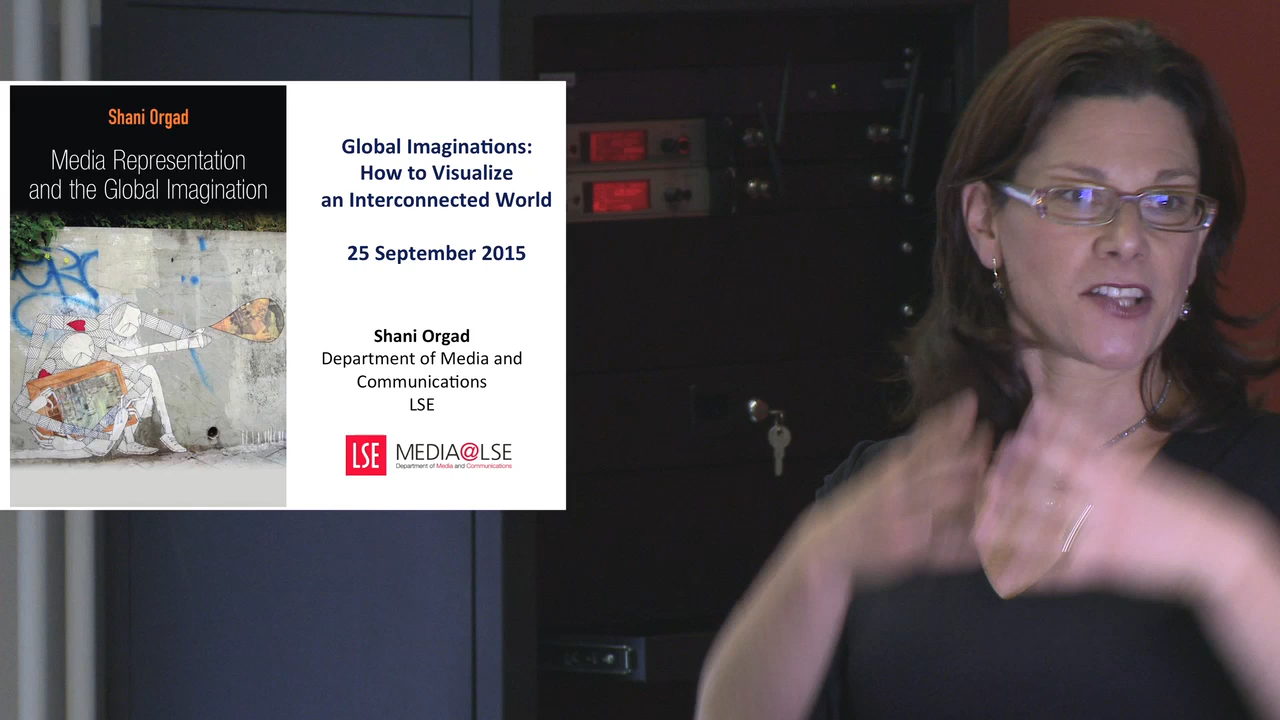 Shani Orgad
Media Representation
and the Global Imagination
Global Imaginations:
How to Visualize
an Interconnected World
25 September 2015
Shani Orgad
Department of Media and
Communications
LSE
LSE MEDIA@LSE
Department of Media and Communications